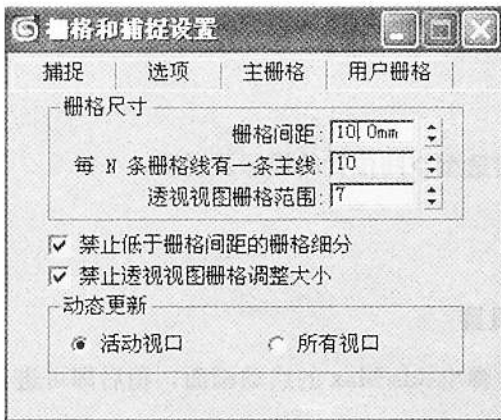 栅格和捕捉设置
捕捉 选项 主栅格 用户栅格
栅格尺寸
栅格间距: 10.0mm
每 N 条栅格线有一条主线: 10
透视视图栅格范围: 7
禁止低于栅格间距的栅格细分
禁止透视视图栅格调整大小
动态更新
活动视口 所有视口